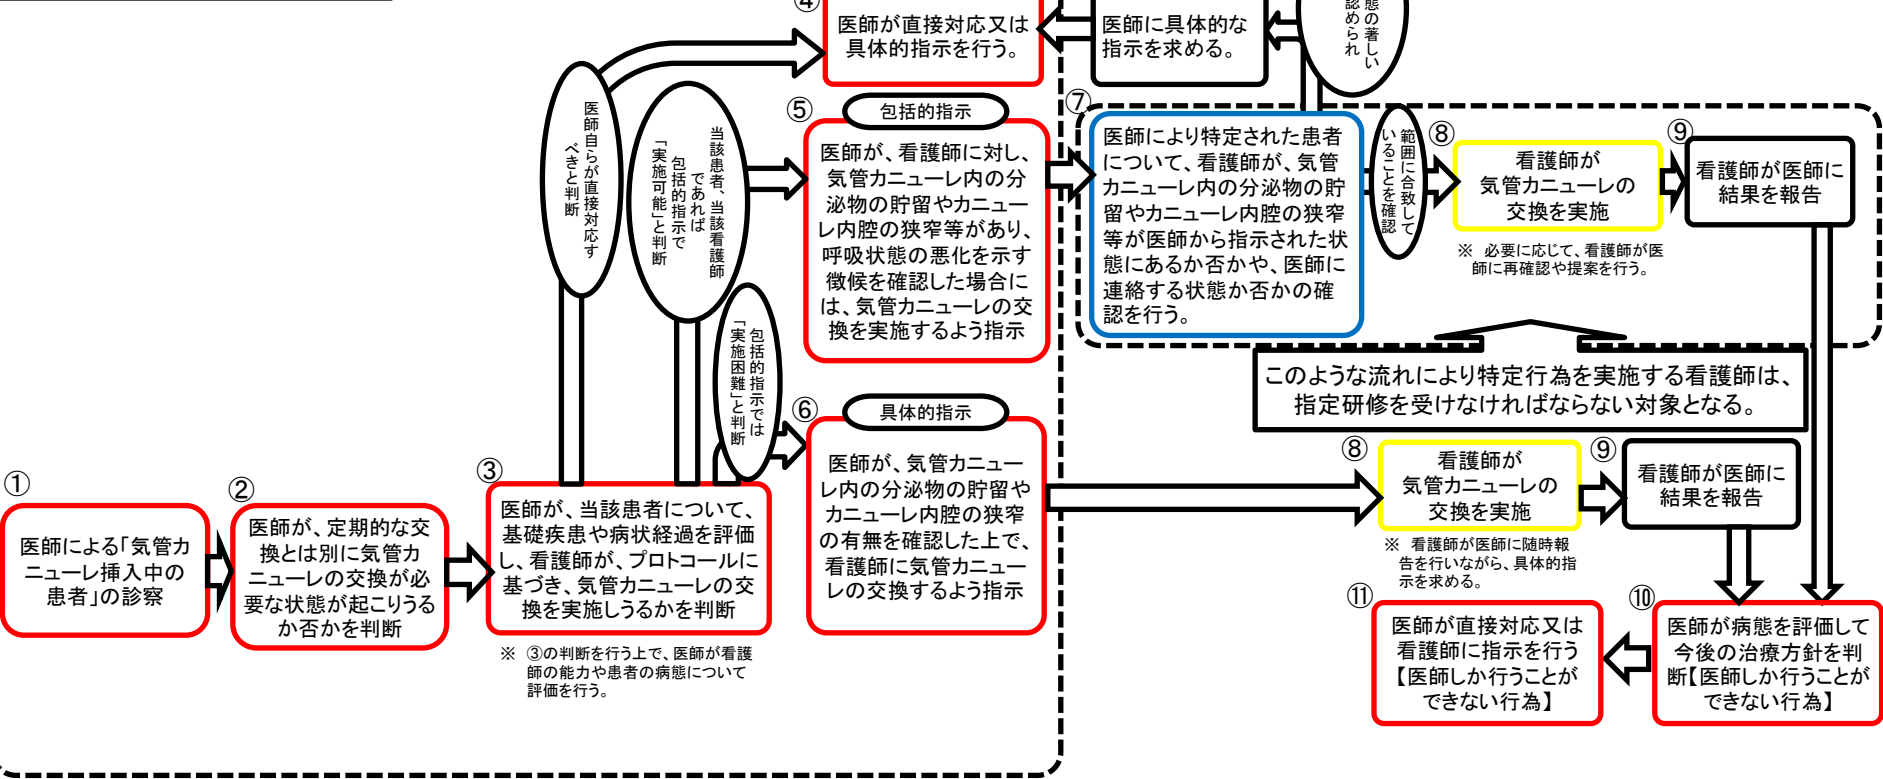 ④
医師が直接対応又は
具体的指示を行う。
医師に具体的な
指示を求める。
態の著しい
認められ
医師自らが直接対応す
べきと判断
当該患者、当該看護師
であれば
包括的指示で
「実施可能」と判断
包括的指示では
「実施困難」と判断
⑤
包括的指示
医師が、看護師に対し、
気管カニューレ内の分
泌物の貯留やカニュー
レ内腔の狭窄等があり、
呼吸状態の悪化を示す
徴候を確認した場合に
は、気管カニューレの交
換を実施するよう指示
⑦
医師により特定された患者
について、看護師が、気管
カニューレ内の分泌物の貯
留やカニューレ内腔の狭窄
等が医師から指示された状
態にあるか否かや、医師に
連絡する状態か否かの確
認を行う。
範囲に合致して
いることを確認
⑧
看護師が
気管カニューレの
交換を実施
※ 必要に応じて、看護師が医
師に再確認や提案を行う。
⑨
看護師が医師に
結果を報告
このような流れにより特定行為を実施する看護師は、
指定研修を受けなければならない対象となる。
①
医師による「気管カ
ニューレ挿入中の
患者」の診察
②
医師が、定期的な交
換とは別に気管カ
ニューレの交換が必
要な状態が起こりうる
か否かを判断
③
医師が、当該患者について、
基礎疾患や病状経過を評価
し、看護師が、プロトコールに
基づき、気管カニューレの交
換を実施しうるかを判断
※ ③の判断を行う上で、医師が看護
師の能力や患者の病態について
評価を行う。
⑥
具体的指示
医師が、気管カニュー
レ内の分泌物の貯留や
カニューレ内腔の狭窄
の有無を確認した上で、
看護師に気管カニュー
レの交換するよう指示
⑧
看護師が
気管カニューレの
交換を実施
※ 看護師が医師に随時報
告を行いながら、具体的指
示を求める。
⑨
看護師が医師に
結果を報告
⑩
医師が病態を評価して
今後の治療方針を判
断【医師しか行うことが
できない行為】
⑪
医師が直接対応又は
看護師に指示を行う
【医師しか行うことが
できない行為】